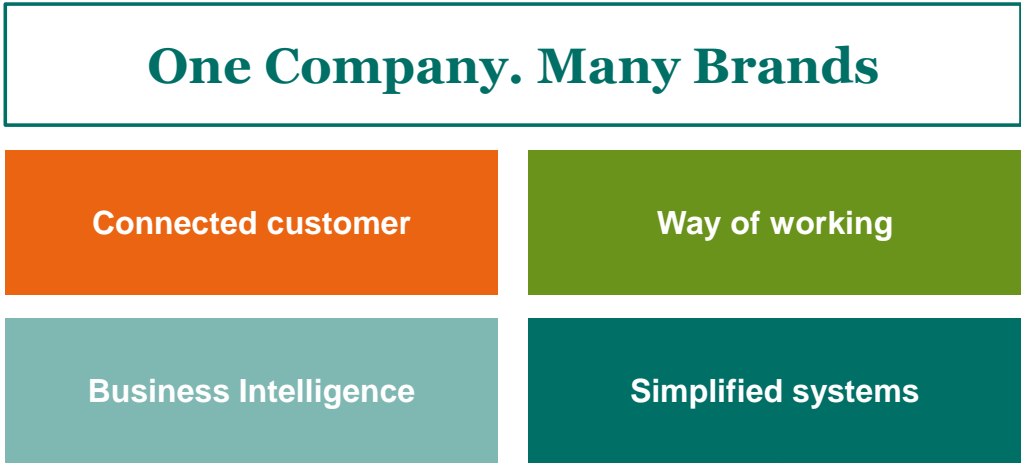 One Company. Many Brands
Connected customer
Way of working
Business Intelligence
Simplified systems